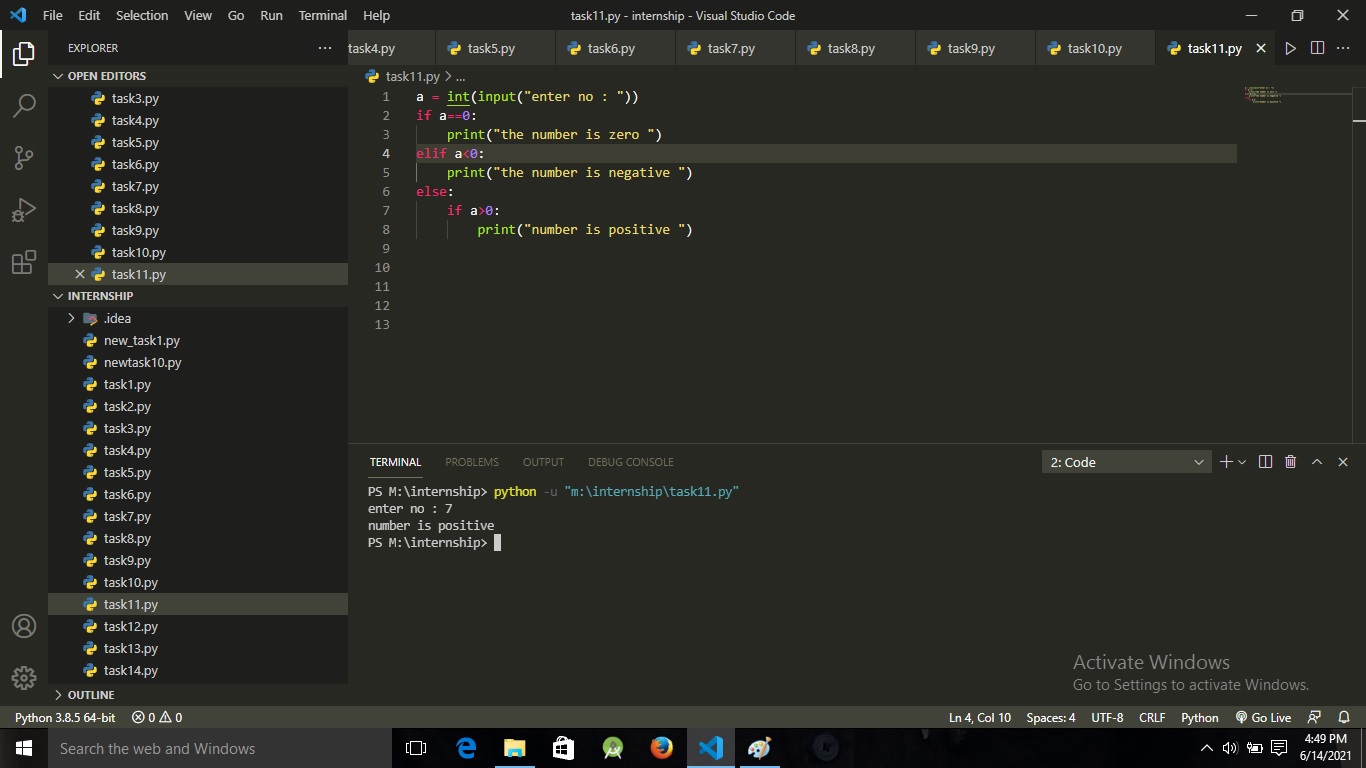 File Edit Selection View Go Run Terminal Help task11.py - internship - Visual Studio Code
EXPLORER
OPEN EDITORS
task3.py
task4.py
task5.py
task6.py
task7.py
task8.py
task9.py
task10.py
task11.py
INTERNSHIP
.idea
new_task1.py
newtask10.py
task1.py
task2.py
task3.py
task4.py
task5.py
task6.py
task7.py
task8.py
task9.py
task10.py
task11.py
task12.py
task13.py
task14.py
OUTLINE
task4.py task5.py task6.py task7.py task8.py task9.py task10.py task11.py
task11.py > ...
1 a = int(input("enter no : "))
2 if a==0:
3     print("the number is zero ")
4 elif a<0:
5     print("the number is negative ")
6 else:
7     if a>0:
8         print("number is positive ")
9
10
11
12
13
TERMINAL PROBLEMS OUTPUT DEBUG CONSOLE 2: Code
PS M:\internship> python -u "m:\internship\task11.py"
enter no : 7
number is positive
PS M:\internship>
Activate Windows
Go to Settings to activate Windows.
Python 3.8.5 64-bit 0 0 Ln 4, Col 10 Spaces: 4 UTF-8 CRLF Python Go Live
Search the web and Windows
4:49 PM
6/14/2021